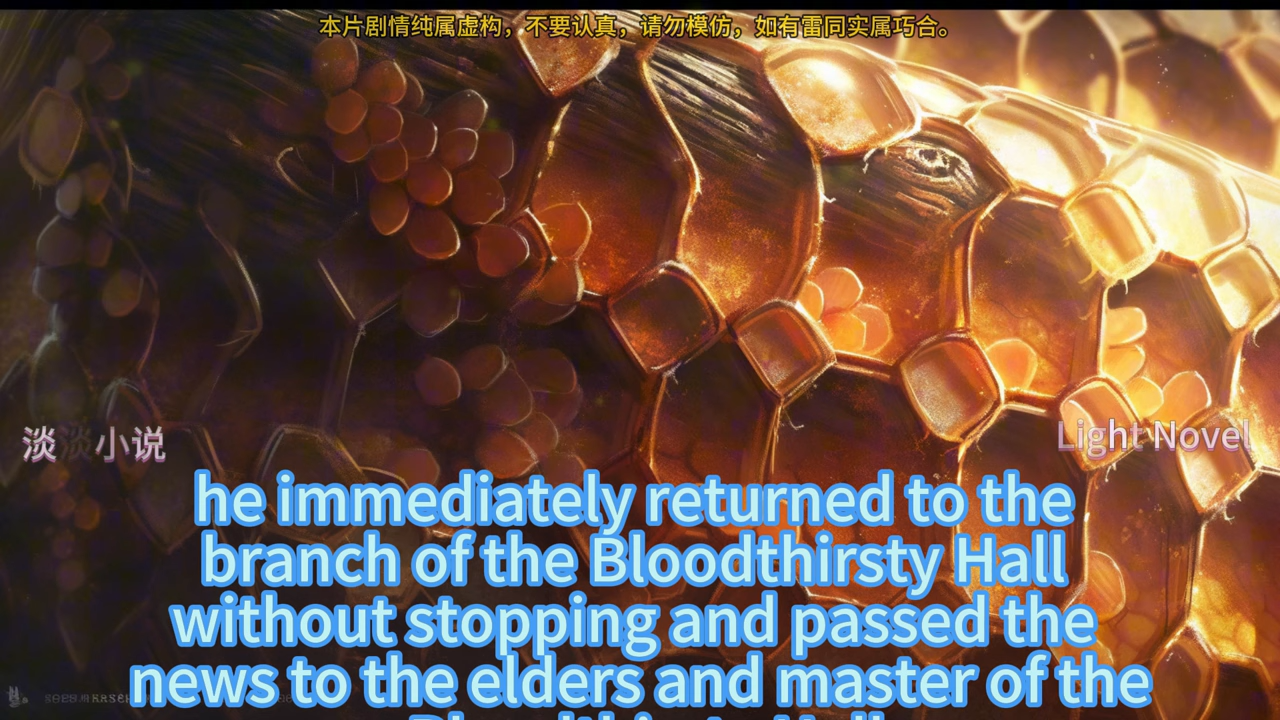 本片剧情纯属虚构，不要认真，请勿模仿，如有雷同实属巧合。
淡淡小说
Light Novel
he immediately returned to the
branch of the Bloodthirsty Hall
without stopping and passed the
news to the elders and master of the
Bloodthirsty Hall